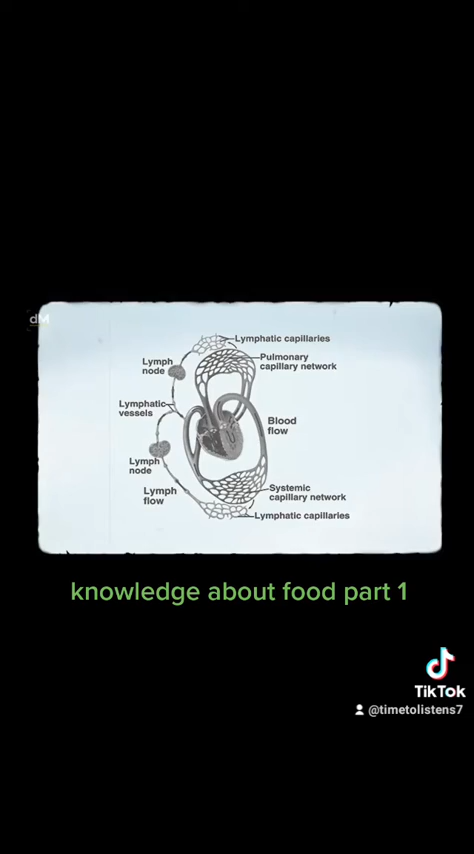 dM
Lymphatic capillaries
Pulmonary
capillary network
Lymph
node
Lymphatic
vessels
Blood
flow
Lymph
node
Lymph
flow
Systemic
capillary network
Lymphatic capillaries
knowledge about food part 1
TikTok
@timetolistens7